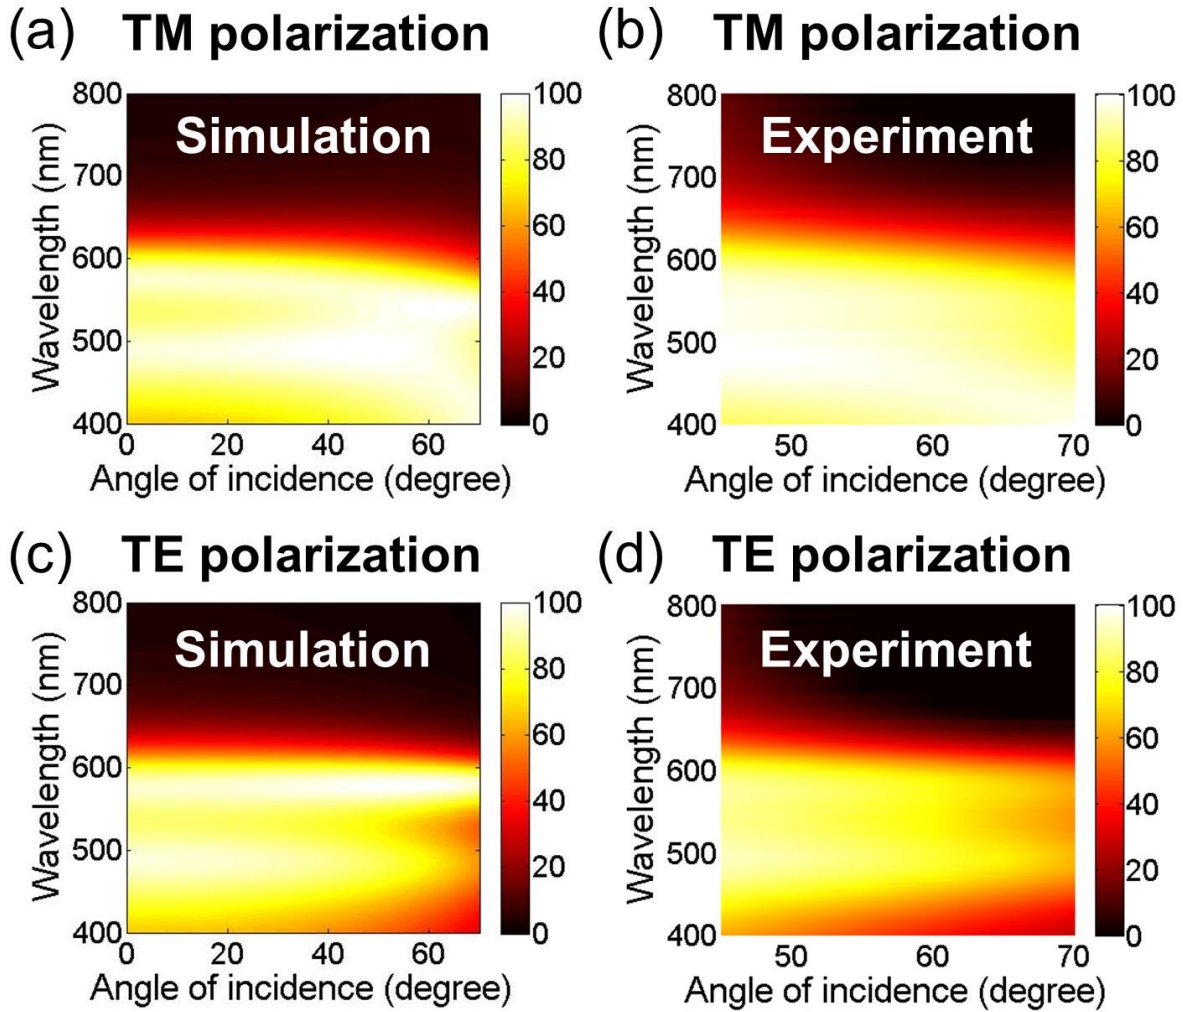 (a) TM polarization
Simulation
Wavelength (nm)
800
700
600
500
400
0 20 40 60
Angle of incidence (degree)
100
80
60
40
20
0
(b) TM polarization
Experiment
Wavelength (nm)
800
700
600
500
400
50 60 70
Angle of incidence (degree)
100
80
60
40
20
0
(c) TE polarization
Simulation
Wavelength (nm)
800
700
600
500
400
0 20 40 60
Angle of incidence (degree)
100
80
60
40
20
0
(d) TE polarization
Experiment
Wavelength (nm)
800
700
600
500
400
50 60 70
Angle of incidence (degree)
100
80
60
40
20
0